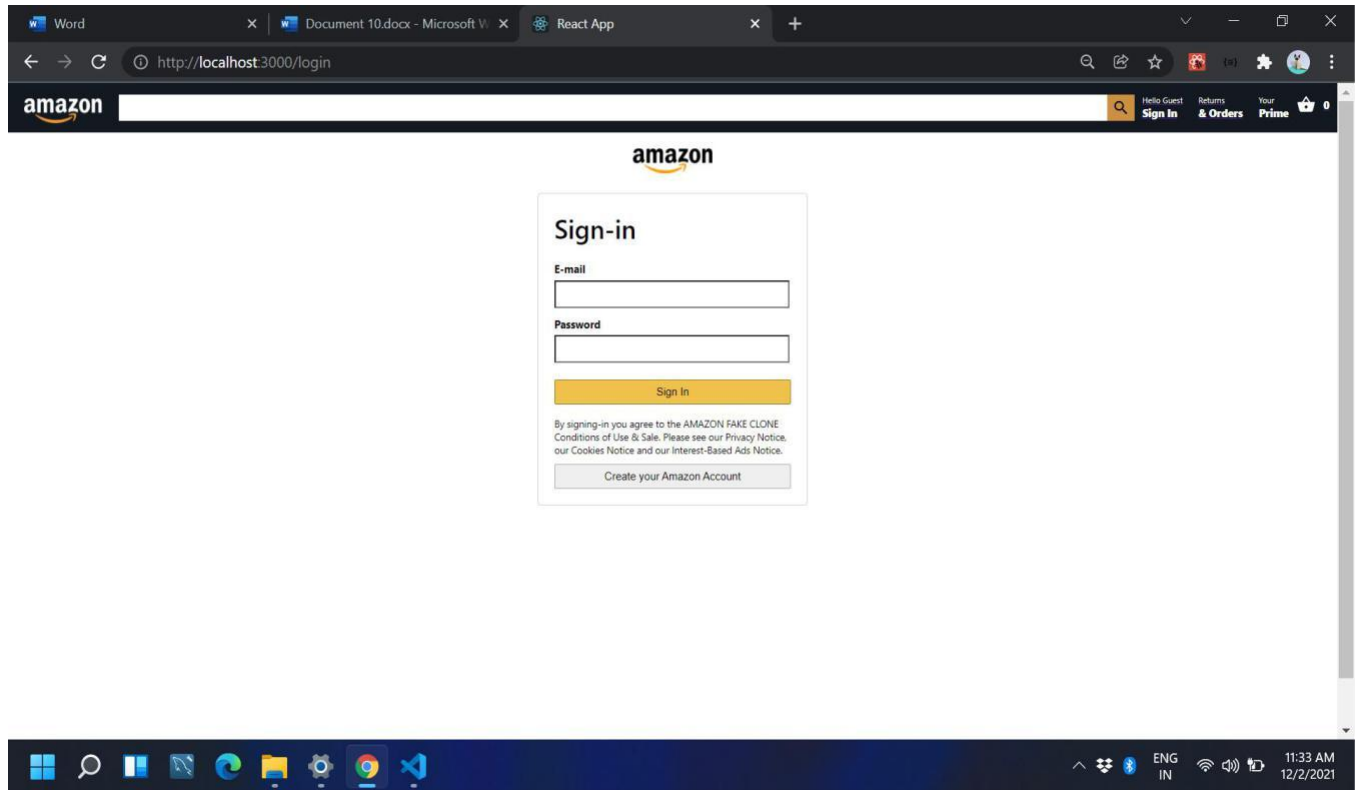 Word
Document 10.docx - Microsoft W
React App
http://localhost:3000/login
amazon
Hello Guest
Sign In
Returns
& Orders
Your
Prime
0
amazon
Sign-in
E-mail
Password
Sign In
By signing-in you agree to the AMAZON FAKE CLONE
Conditions of Use & Sale. Please see our Privacy Notice,
our Cookies Notice and our Interest-Based Ads Notice.
Create your Amazon Account
ENG
IN
11:33 AM
12/2/2021